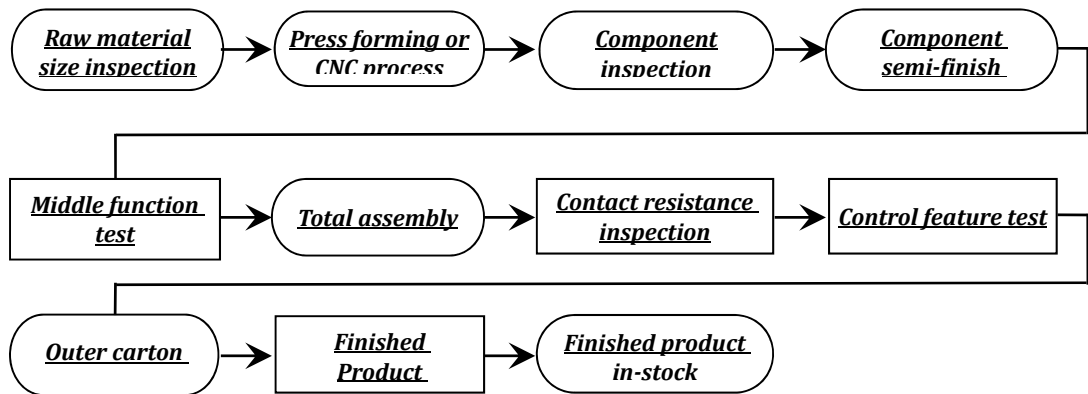 Raw material
size inspection
Press forming or
CNC process
Component
inspection
Component
semi-finish
Middle function
test
Total assembly
Contact resistance
inspection
Control feature test
Outer carton
Finished
Product
Finished product
in-stock